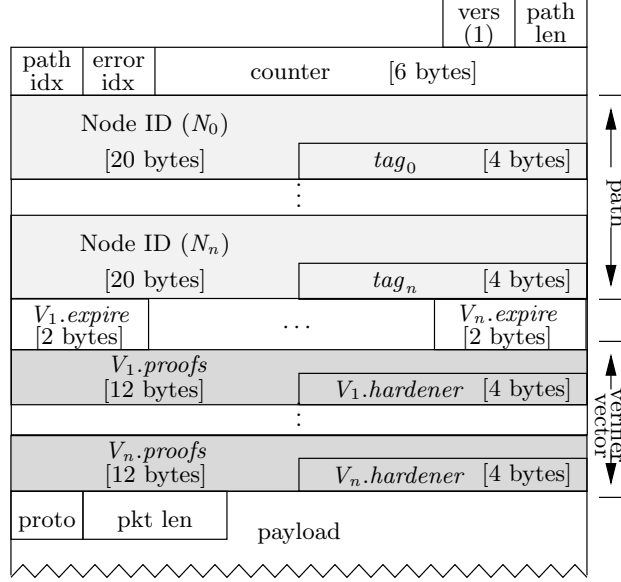 vers path
(1) len
path error
idx idx
counter [6 bytes]
Node ID (N₀)
[20 bytes] tag₀ [4 bytes]
⋮
Node ID (Nₙ)
[20 bytes] tagₙ [4 bytes]
path
V₁.expire ... Vₙ.expire
[2 bytes] [2 bytes]
V₁.proofs
[12 bytes] V₁.hardener [4 bytes]
⋮
Vₙ.proofs
[12 bytes] Vₙ.hardener [4 bytes]
verifier
vector
proto pkt len
payload